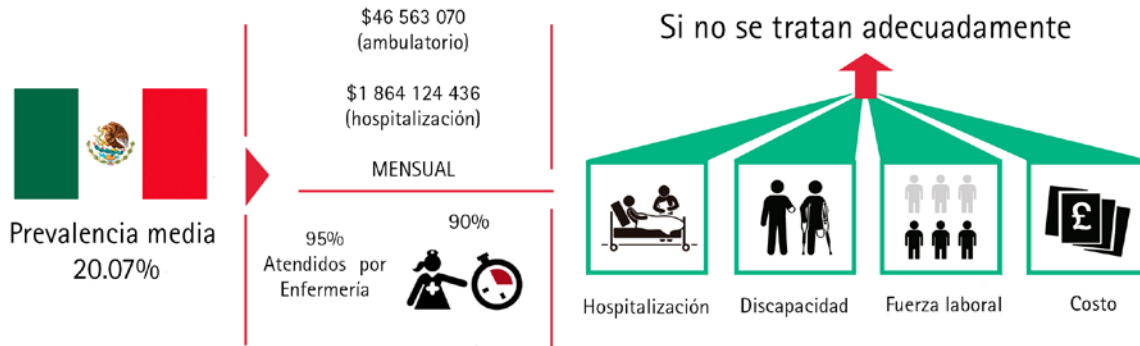 Prevalencia media
20.07%
$46 563 070
(ambulatorio)
$1 864 124 436
(hospitalización)
MENSUAL
95%
Atendidos por
Enfermería
90%
Si no se tratan adecuadamente
£
Hospitalización
Discapacidad
Fuerza laboral
Costo